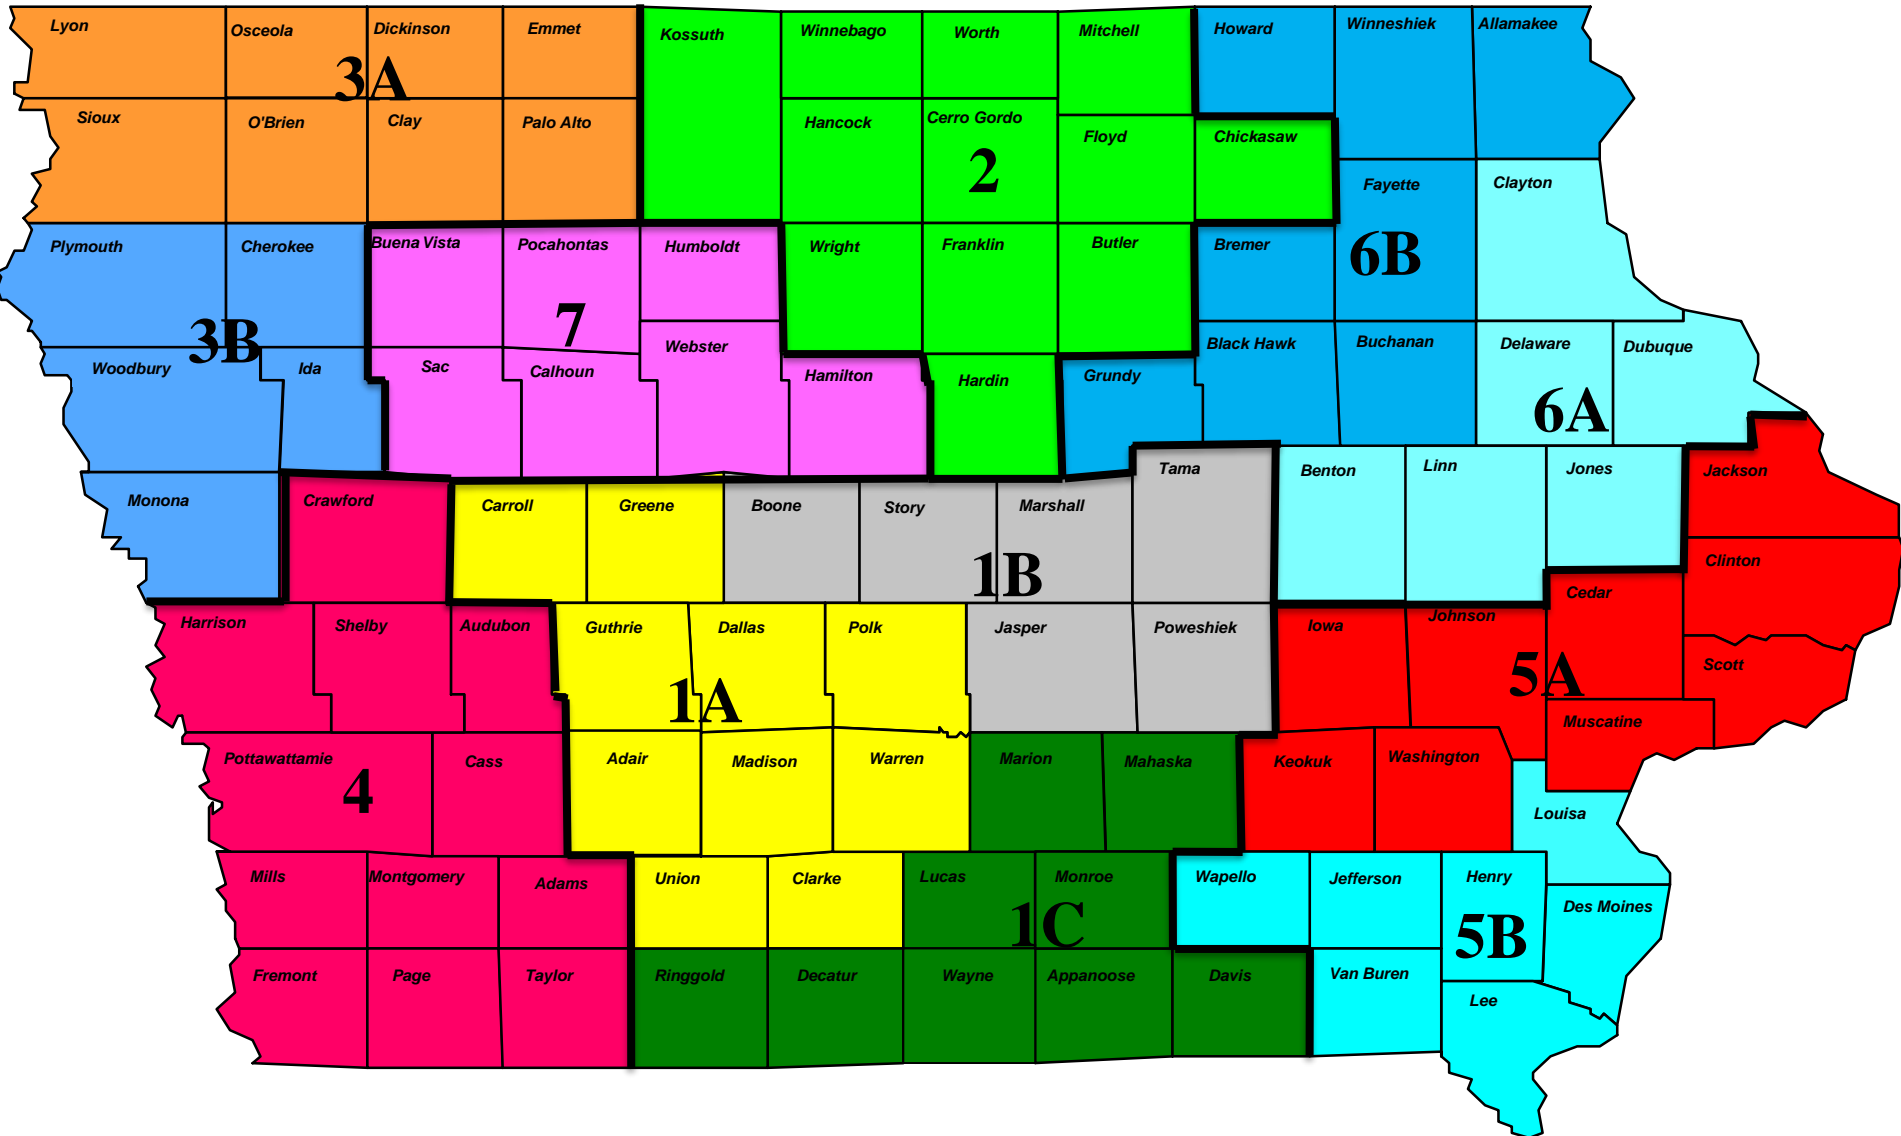 Lyon
Osceola
Dickinson
Emmet
Kossuth
Winnebago
Worth
Mitchell
Howard
Winneshiek
Allamakee
3A
Sioux
O'Brien
Clay
Palo Alto
Hancock
Cerro Gordo
Floyd
Chickasaw
2
Fayette
Clayton
Plymouth
Cherokee
Buena Vista
Pocahontas
Humboldt
Wright
Franklin
Butler
Bremer
6B
3B
7
Woodbury
Ida
Sac
Calhoun
Webster
Hamilton
Hardin
Grundy
Black Hawk
Buchanan
Delaware
Dubuque
6A
Monona
Crawford
Carroll
Greene
Boone
Story
Marshall
Tama
Benton
Linn
Jones
Jackson
1B
Clinton
Harrison
Shelby
Audubon
Guthrie
Dallas
Polk
Jasper
Poweshiek
Iowa
Johnson
Cedar
Scott
1A
5A
Muscatine
Pottawattamie
Cass
Adair
Madison
Warren
Marion
Mahaska
Keokuk
Washington
4
Louisa
Mills
Montgomery
Adams
Union
Clarke
Lucas
Monroe
Wapello
Jefferson
Henry
Des Moines
1C
5B
Fremont
Page
Taylor
Ringgold
Decatur
Wayne
Appanoose
Davis
Van Buren
Lee